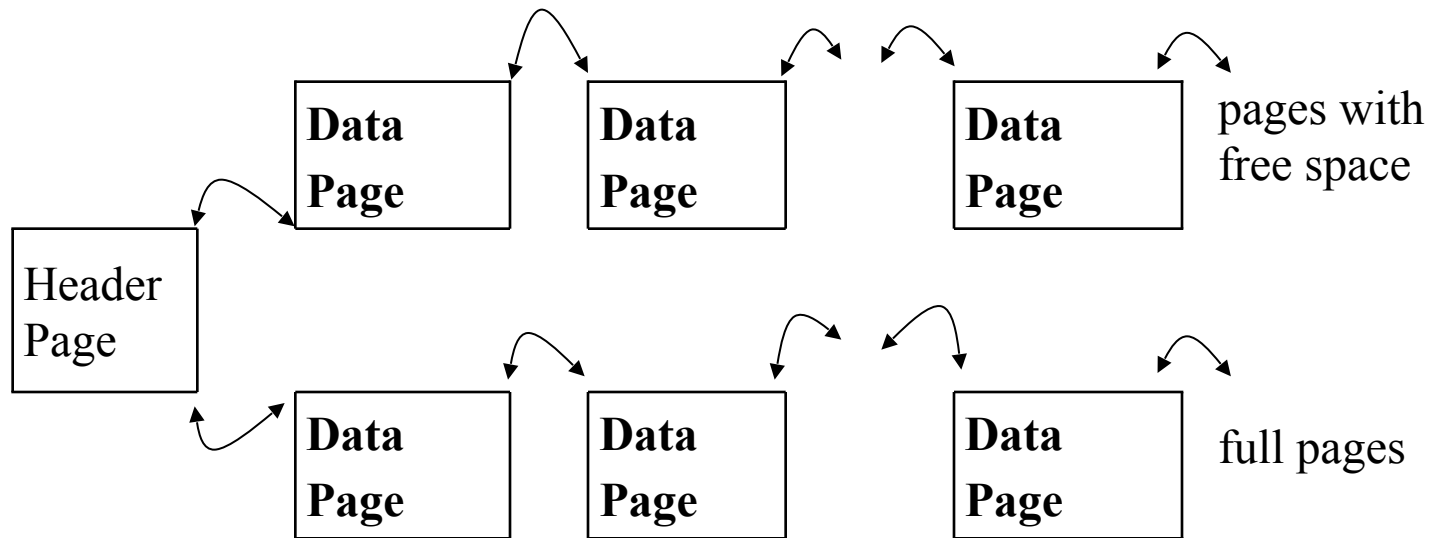 Data
Page
Data
Page
Data
Page
pages with
free space
Header
Page
Data
Page
Data
Page
Data
Page
full pages